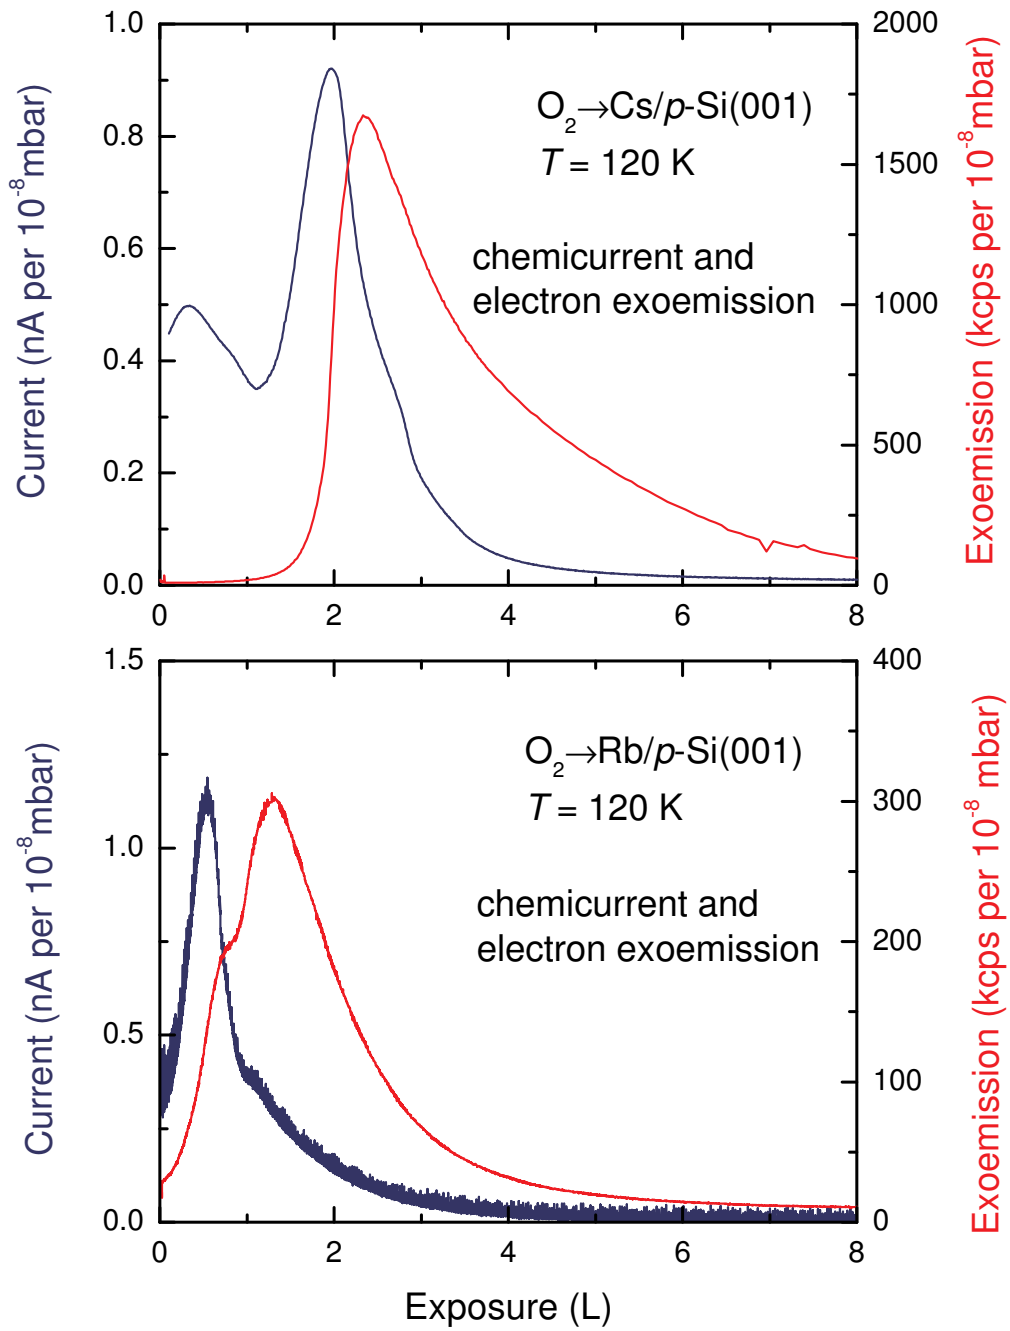 1.0
0.8
0.6
0.4
0.2
0.0
Current (nA per 10⁻⁸mbar)
O₂→Cs/p-Si(001)
T = 120 K
chemicurrent and
electron exoemission
2000
1500
1000
500
0
Exoemission (kcps per 10⁻⁸mbar)
0 2 4 6 8
1.5
1.0
0.5
0.0
Current (nA per 10⁻⁸mbar)
O₂→Rb/p-Si(001)
T = 120 K
chemicurrent and
electron exoemission
400
300
200
100
0
Exoemission (kcps per 10⁻⁸ mbar)
0 2 4 6 8
Exposure (L)